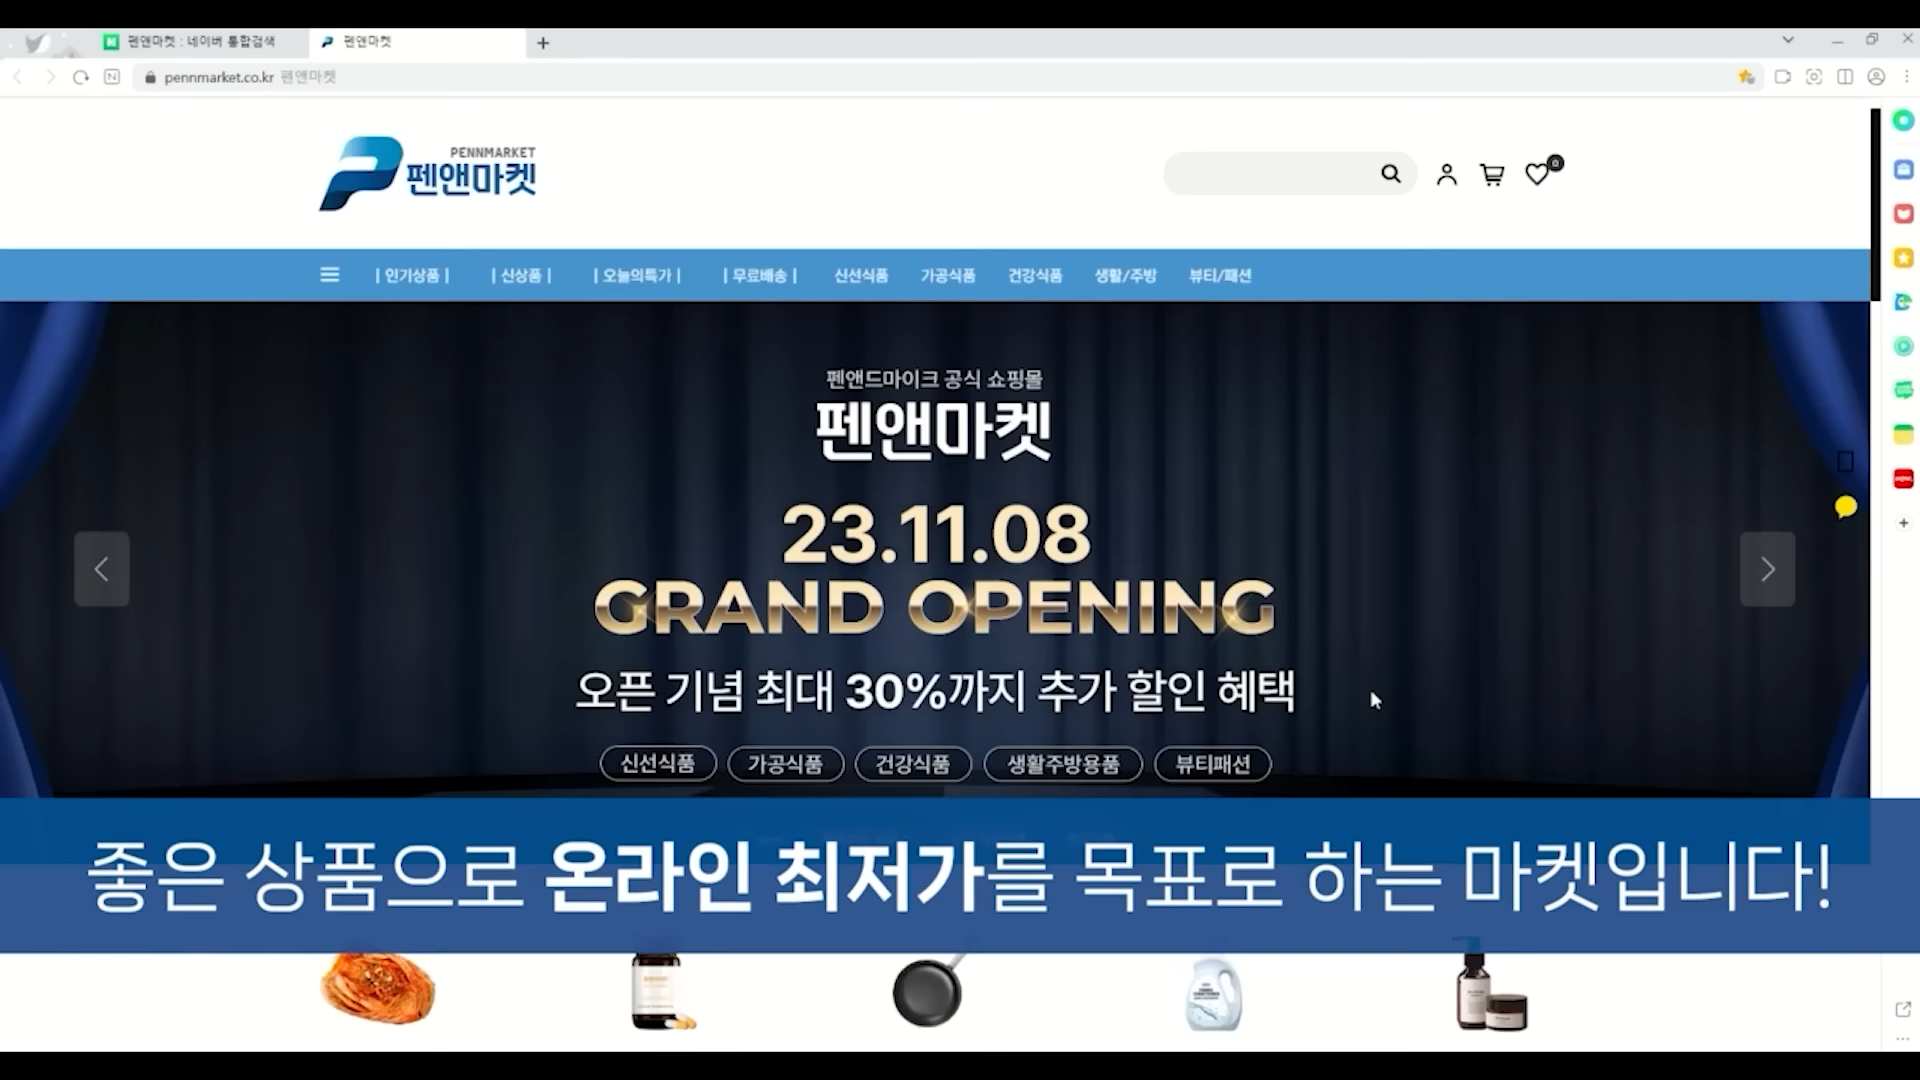 펜앤마켓 : 네이버 통합검색
펜앤마켓
pennmarket.co.kr 펜앤마켓
PENNMARKET
펜앤마켓
0
| 인기상품 | | 신상품 | | 오늘의특가 | | 무료배송 | 신선식품 가공식품 건강식품 생활/주방 뷰티/패션
펜앤드마이크 공식 쇼핑몰
펜앤마켓
23.11.08
GRAND OPENING
오픈 기념 최대 30%까지 추가 할인 혜택
신선식품 가공식품 건강식품 생활주방용품 뷰티패션
좋은 상품으로 온라인 최저가를 목표로 하는 마켓입니다!